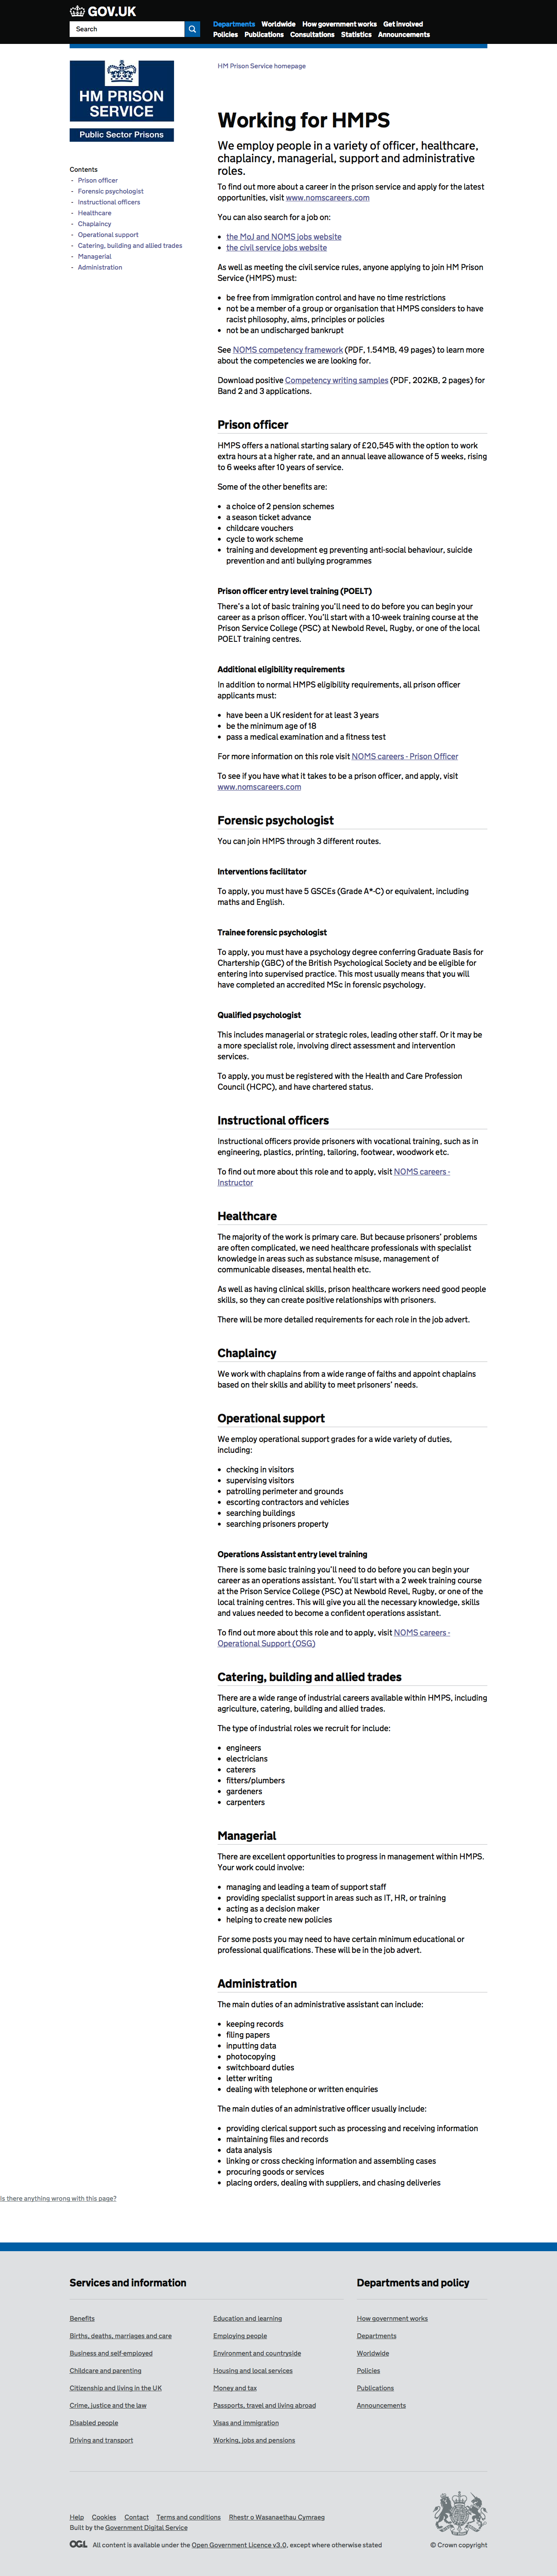 GOV.UK
Search
Departments Worldwide How government works Get involved
Policies Publications Consultations Statistics Announcements
HM PRISON
SERVICE
Public Sector Prisons
HM Prison Service homepage
Contents
- Prison officer
- Forensic psychologist
- Instructional officers
- Healthcare
- Chaplaincy
- Operational support
- Catering, building and allied trades
- Managerial
- Administration
Working for HMPS
We employ people in a variety of officer, healthcare,
chaplaincy, managerial, support and administrative
roles.
To find out more about a career in the prison service and apply for the latest
opportunities, visit www.nomscareers.com
You can also search for a job on:
• the MoJ and NOMS jobs website
• the civil service jobs website
As well as meeting the civil service rules, anyone applying to join HM Prison
Service (HMPS) must:
• be free from immigration control and have no time restrictions
• not be a member of a group or organisation that HMPS considers to have
racist philosophy, aims, principles or policies
• not be an undischarged bankrupt
See NOMS competency framework (PDF, 1.54MB, 49 pages) to learn more
about the competencies we are looking for.
Download positive Competency writing samples (PDF, 202KB, 2 pages) for
Band 2 and 3 applications.
Prison officer
HMPS offers a national starting salary of £20,545 with the option to work
extra hours at a higher rate, and an annual leave allowance of 5 weeks, rising
to 6 weeks after 10 years of service.
Some of the other benefits are:
• a choice of 2 pension schemes
• a season ticket advance
• childcare vouchers
• cycle to work scheme
• training and development eg preventing anti-social behaviour, suicide
prevention and anti bullying programmes
Prison officer entry level training (POELT)
There's a lot of basic training you'll need to do before you can begin your
career as a prison officer. You'll start with a 10-week training course at the
Prison Service College (PSC) at Newbold Revel, Rugby, or one of the local
POELT training centres.
Additional eligibility requirements
In addition to normal HMPS eligibility requirements, all prison officer
applicants must:
• have been a UK resident for at least 3 years
• be the minimum age of 18
• pass a medical examination and a fitness test
For more information on this role visit NOMS careers - Prison Officer
To see if you have what it takes to be a prison officer, and apply, visit
www.nomscareers.com
Forensic psychologist
You can join HMPS through 3 different routes.
Interventions facilitator
To apply, you must have 5 GSCEs (Grade A*-C) or equivalent, including
maths and English.
Trainee forensic psychologist
To apply, you must have a psychology degree conferring Graduate Basis for
Chartership (GBC) of the British Psychological Society and be eligible for
entering into supervised practice. This most usually means that you will
have completed an accredited MSc in forensic psychology.
Qualified psychologist
This includes managerial or strategic roles, leading other staff. Or it may be
a more specialist role, involving direct assessment and intervention
services.
To apply, you must be registered with the Health and Care Profession
Council (HCPC), and have chartered status.
Instructional officers
Instructional officers provide prisoners with vocational training, such as in
engineering, plastics, printing, tailoring, footwear, woodwork etc.
To find out more about this role and to apply, visit NOMS careers -
Instructor
Healthcare
The majority of the work is primary care. But because prisoners' problems
are often complicated, we need healthcare professionals with specialist
knowledge in areas such as substance misuse, management of
communicable diseases, mental health etc.
As well as having clinical skills, prison healthcare workers need good people
skills, so they can create positive relationships with prisoners.
There will be more detailed requirements for each role in the job advert.
Chaplaincy
We work with chaplains from a wide range of faiths and appoint chaplains
based on their skills and ability to meet prisoners' needs.
Operational support
We employ operational support grades for a wide variety of duties,
including:
• checking in visitors
• supervising visitors
• patrolling perimeter and grounds
• escorting contractors and vehicles
• searching buildings
• searching prisoners property
Operations Assistant entry level training
There is some basic training you'll need to do before you can begin your
career as an operations assistant. You'll start with a 2 week training course
at the Prison Service College (PSC) at Newbold Revel, Rugby, or one of the
local training centres. This will give you all the necessary knowledge, skills
and values needed to become a confident operations assistant.
To find out more about this role and to apply, visit NOMS careers -
Operational Support (OSG)
Catering, building and allied trades
There are a wide range of industrial careers available within HMPS, including
agriculture, catering, building and allied trades.
The type of industrial roles we recruit for include:
• engineers
• electricians
• caterers
• fitters/plumbers
• gardeners
• carpenters
Managerial
There are excellent opportunities to progress in management within HMPS.
Your work could involve:
• managing and leading a team of support staff
• providing specialist support in areas such as IT, HR, or training
• acting as a decision maker
• helping to create new policies
For some posts you may need to have certain minimum educational or
professional qualifications. These will be in the job advert.
Administration
The main duties of an administrative assistant can include:
• keeping records
• filing papers
• inputting data
• photocopying
• switchboard duties
• letter writing
• dealing with telephone or written enquiries
The main duties of an administrative officer usually include:
• providing clerical support such as processing and receiving information
• maintaining files and records
• data analysis
• linking or cross checking information and assembling cases
• procuring goods or services
• placing orders, dealing with suppliers, and chasing deliveries
Is there anything wrong with this page?
Services and information
Benefits
Births, deaths, marriages and care
Business and self-employed
Childcare and parenting
Citizenship and living in the UK
Crime, justice and the law
Disabled people
Driving and transport
Education and learning
Employing people
Environment and countryside
Housing and local services
Money and tax
Passports, travel and living abroad
Visas and immigration
Working, jobs and pensions
Departments and policy
How government works
Departments
Worldwide
Policies
Publications
Announcements
Help Cookies Contact Terms and conditions Rhestr o Wasanaethau Cymraeg
Built by the Government Digital Service
OGL All content is available under the Open Government Licence v3.0, except where otherwise stated
© Crown copyright